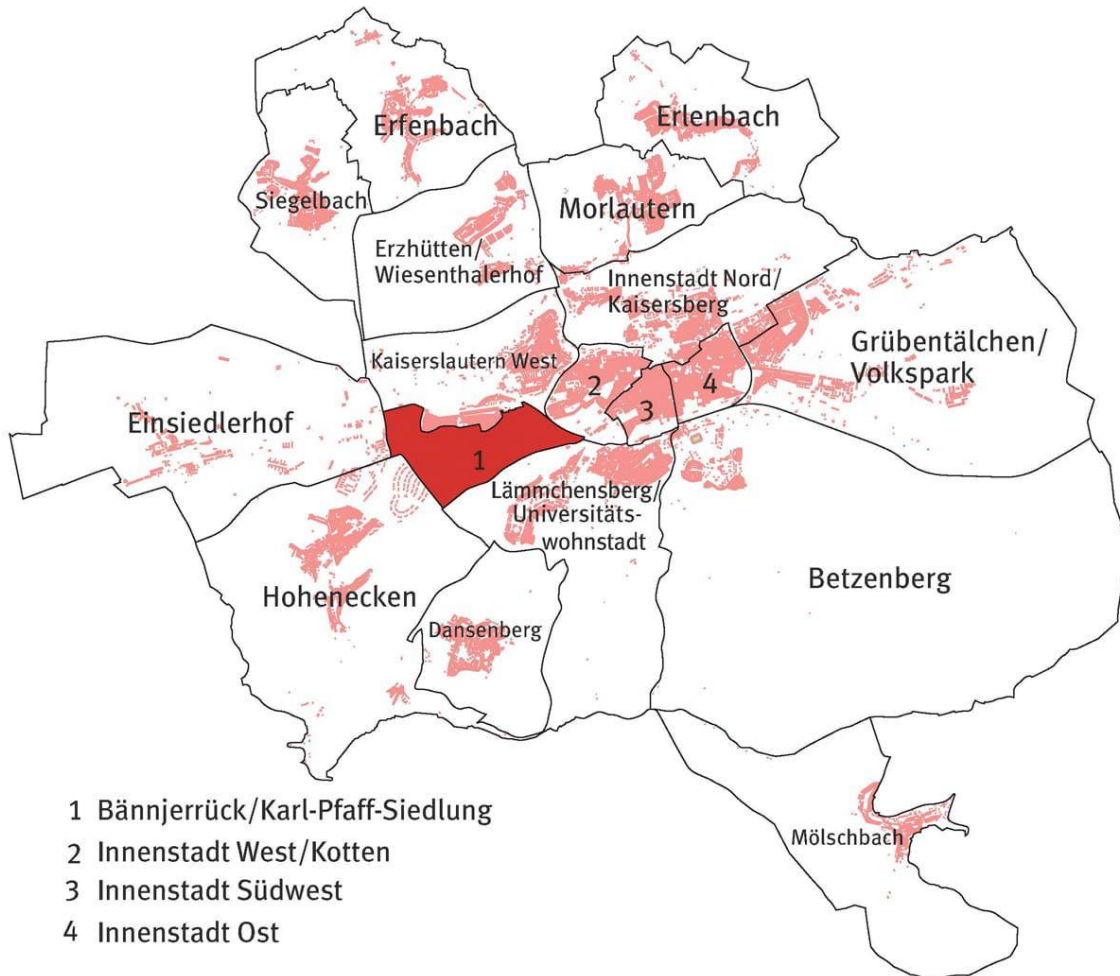 Erfenbach
Erlenbach
Siegelbach
Morlautern
Erzhütten/
Wiesenthalerhof
Innenstadt Nord/
Kaisersberg
Kaiserslautern West
Grübentälchen/
Volkspark
Einsiedlerhof
2
3
4
1
Lämmchensberg/
Universitäts-
wohnstadt
Betzenberg
Hohenecken
Dansenberg
Mölschbach
1 Bännjerrück/Karl-Pfaff-Siedlung
2 Innenstadt West/Kotten
3 Innenstadt Südwest
4 Innenstadt Ost